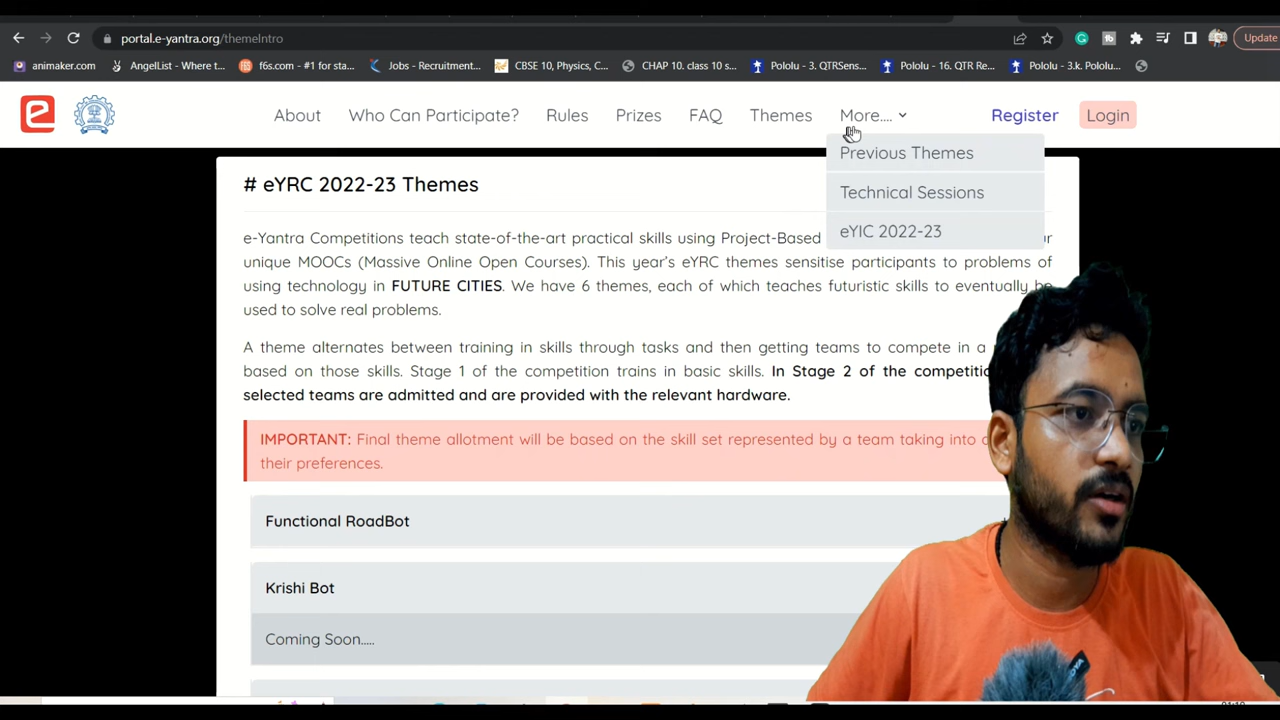 portal.e-yantra.org/themeIntro
Update
animaker.com
AngelList - Where t...
f6s.com - #1 for sta...
Jobs - Recruitment...
CBSE 10, Physics, C...
CHAP 10. class 10 s...
Pololu - 3. QTRSens...
Pololu - 16. QTR Re...
Pololu - 3.k. Pololu...
About Who Can Participate? Rules Prizes FAQ Themes More.... Register Login
Previous Themes
Technical Sessions
eYIC 2022-23
# eYRC 2022-23 Themes
e-Yantra Competitions teach state-of-the-art practical skills using Project-Based
unique MOOCs (Massive Online Open Courses). This year's eYRC themes sensitise participants to problems of
using technology in FUTURE CITIES. We have 6 themes, each of which teaches futuristic skills to eventually be
used to solve real problems.
A theme alternates between training in skills through tasks and then getting teams to compete in a
based on those skills. Stage 1 of the competition trains in basic skills. In Stage 2 of the
selected teams are admitted and are provided with the relevant hardware.
IMPORTANT: Final theme allotment will be based on the skill set represented by a team taking into
their preferences.
Functional RoadBot
Krishi Bot
Coming Soon.....